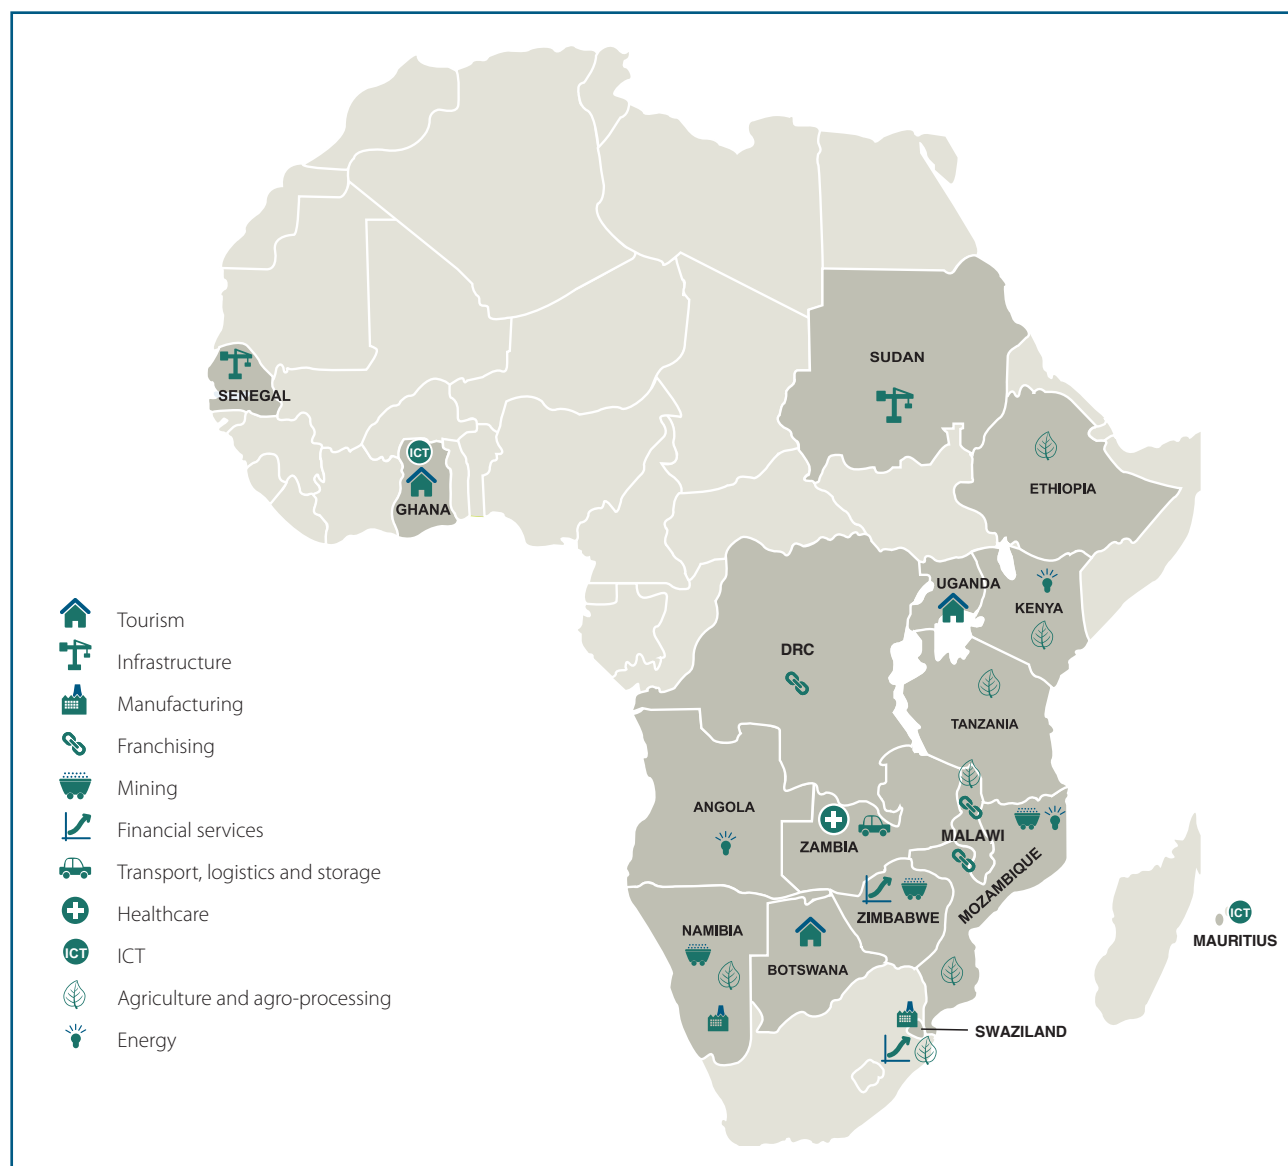 SUDAN
SENEGAL
ICT
ETHIOPIA
GHANA
UGANDA
KENYA
Tourism
DRC
Infrastructure
Manufacturing
TANZANIA
Franchising
Mining
ANGOLA
Financial services
MALAWI
ZAMBIA
Transport, logistics and storage
MOZAMBIQUE
Healthcare
ZIMBABWE
ICT
NAMIBIA
MAURITIUS
ICT
ICT
BOTSWANA
Agriculture and agro-processing
SWAZILAND
Energy